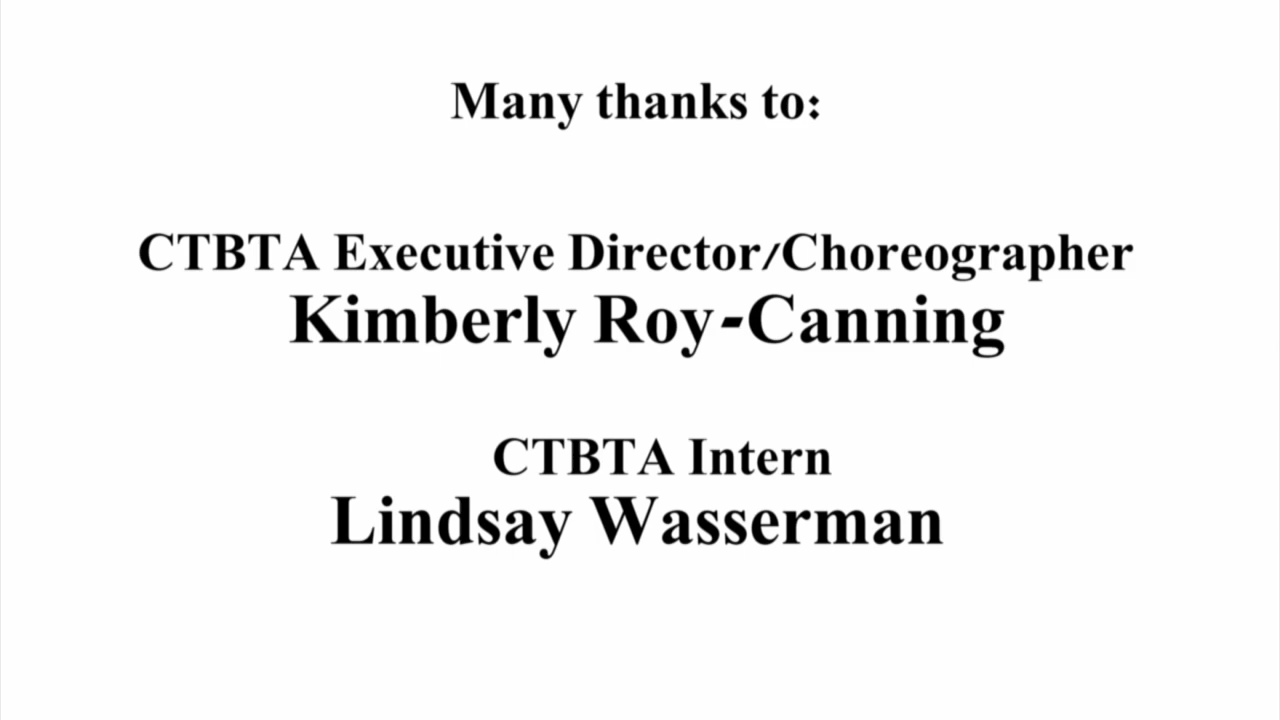 Many thanks to:
CTBTA Executive Director/Choreographer
Kimberly Roy-Canning
CTBTA Intern
Lindsay Wasserman